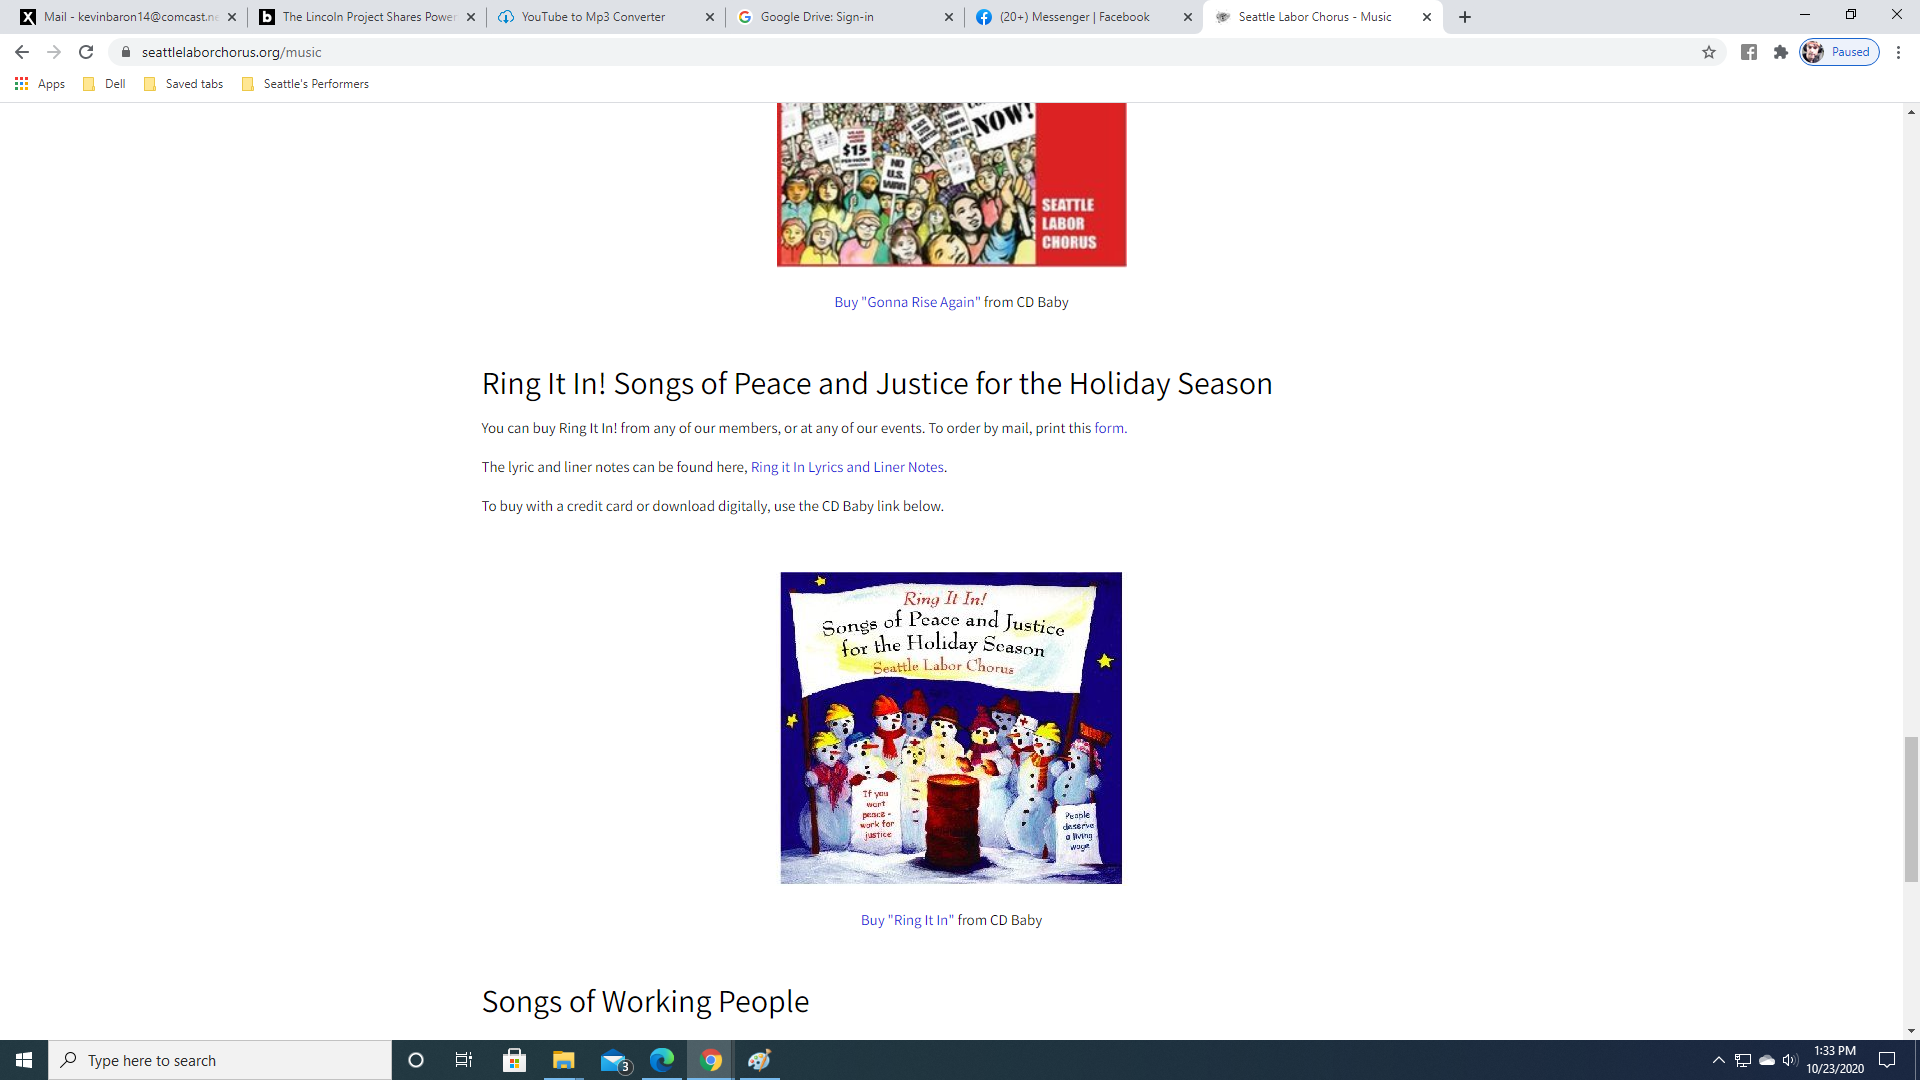 Mail - kevinbaron14@comcast.ne
The Lincoln Project Shares Power
YouTube to Mp3 Converter
Google Drive: Sign-in
(20+) Messenger | Facebook
Seattle Labor Chorus - Music
seattlelaborchorus.org/music
Paused
Apps
Dell
Saved tabs
Seattle's Performers
NOW!
$15
NO
U.S.
WAR
SEATTLE
LABOR
CHORUS
Buy "Gonna Rise Again" from CD Baby
Ring It In! Songs of Peace and Justice for the Holiday Season
You can buy Ring It In! from any of our members, or at any of our events. To order by mail, print this form.
The lyric and liner notes can be found here, Ring it In Lyrics and Liner Notes.
To buy with a credit card or download digitally, use the CD Baby link below.
Ring It In!
Songs of Peace and Justice
for the Holiday Season
Seattle Labor Chorus
If you
want
peace -
work for
justice
People
deserve
a living
wage
Buy "Ring It In" from CD Baby
Songs of Working People
Type here to search
3
1:33 PM
10/23/2020